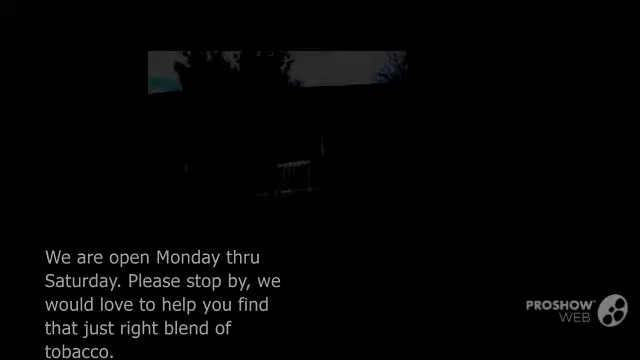 We are open Monday thru
Saturday. Please stop by, we
would love to help you find
that just right blend of
tobacco.
PROSHOW
WEB